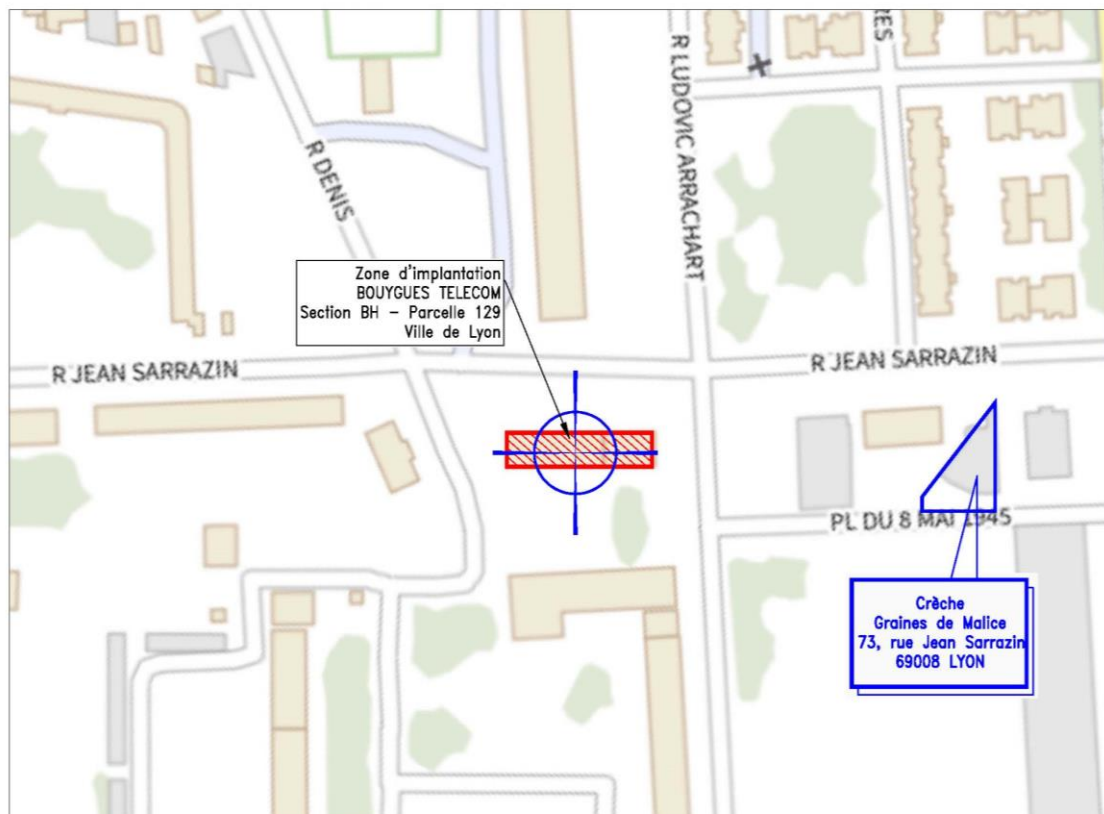 RES
R LUDOVIC ARRACHART
R DENIS
Zone d'implantation
BOUYGUES TELECOM
Section BH – Parcelle 129
Ville de Lyon
R JEAN SARRAZIN
R JEAN SARRAZIN
PL DU 8 MAI 1945
Crèche
Graines de Malice
73, rue Jean Sarrazin
69008 LYON